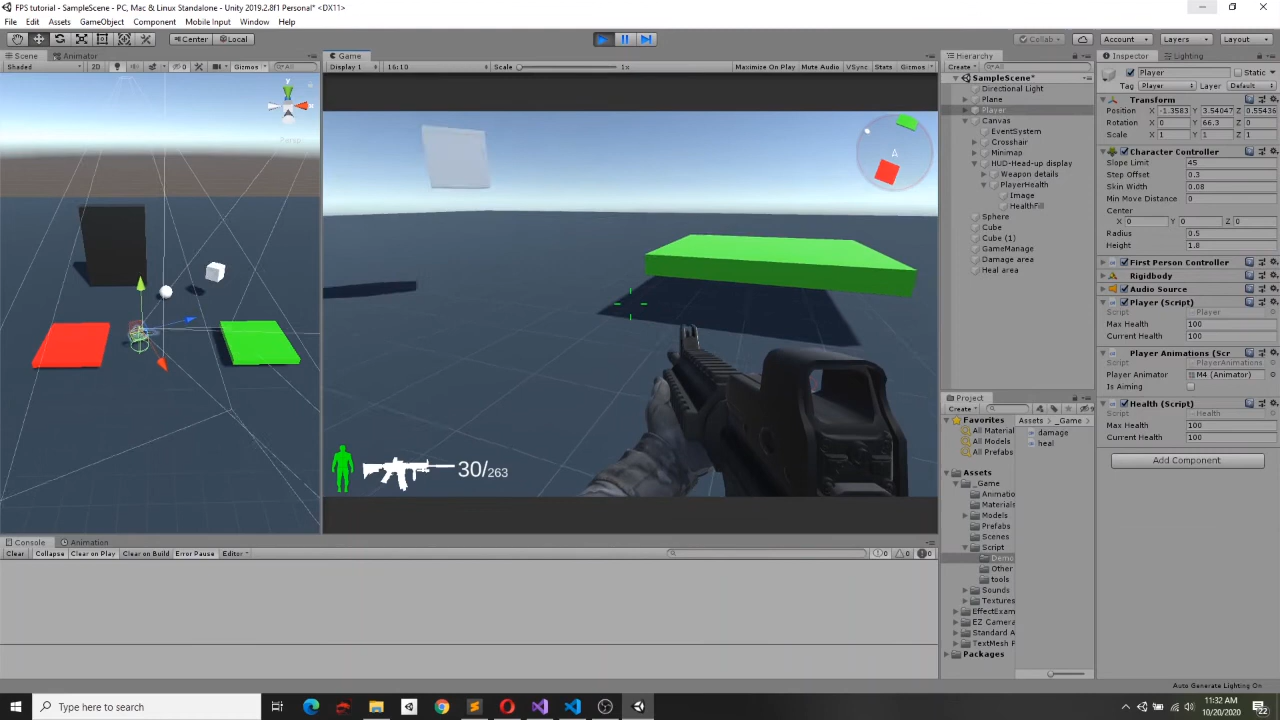 FPS tutorial - SampleScene - PC, Mac & Linux Standalone - Unity 2019.2.8f1 Personal* <DX11>
File Edit Assets GameObject Component Mobile Input Window Help
Center Local
Collab Account Layers Layout
Scene Animator
Shaded 2D 0 Gizmos All
y
x
Persp
Game
Display 1 16:10 Scale 1x Maximize On Play Mute Audio VSync Stats Gizmos
A
30/263
Hierarchy
Create All
SampleScene*
Directional Light
Plane
Player
Canvas
EventSystem
Crosshair
Minimap
HUD-Head-up display
Weapon details
PlayerHealth
Image
HealthFill
Sphere
Cube
Cube (1)
GameManage
Damage area
Heal area
Project
Create
Favorites
All Material
All Models
All Prefabs
Assets
_Game
Animatio
Materials
Models
Prefabs
Scenes
Script
Demo
Other
tools
Sounds
Textures
EffectExam
EZ Camera
Standard A
TextMesh P
Packages
Assets _Game
damage
heal
Inspector Lighting
Player Static
Tag Player Layer Default
Transform
Position X -1.3583 Y 3.54047 Z 0.55436
Rotation X 0 Y 66.3 Z 0
Scale X 1 Y 1 Z 1
Character Controller
Slope Limit 45
Step Offset 0.3
Skin Width 0.08
Min Move Distance 0
Center
X 0 Y 0 Z 0
Radius 0.5
Height 1.8
First Person Controller
Rigidbody
Audio Source
Player (Script)
Script Player
Max Health 100
Current Health 100
Player Animations (Scr
Script PlayerAnimations
Player Animator M4 (Animator)
Is Aiming
Health (Script)
Script Health
Max Health 100
Current Health 100
Add Component
Console Animation
Clear Collapse Clear on Play Clear on Build Error Pause Editor 0 0 0
Auto Generate Lighting On
Type here to search
11:32 AM
10/20/2020